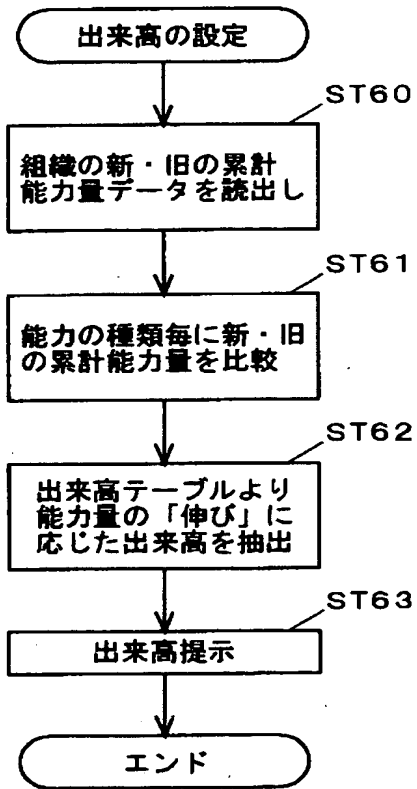 出来高の設定
ST60
組織の新・旧の累計
能力量データを読出し
ST61
能力の種類毎に新・旧
の累計能力量を比較
ST62
出来高テーブルより
能力量の「伸び」に
応じた出来高を抽出
ST63
出来高提示
エンド